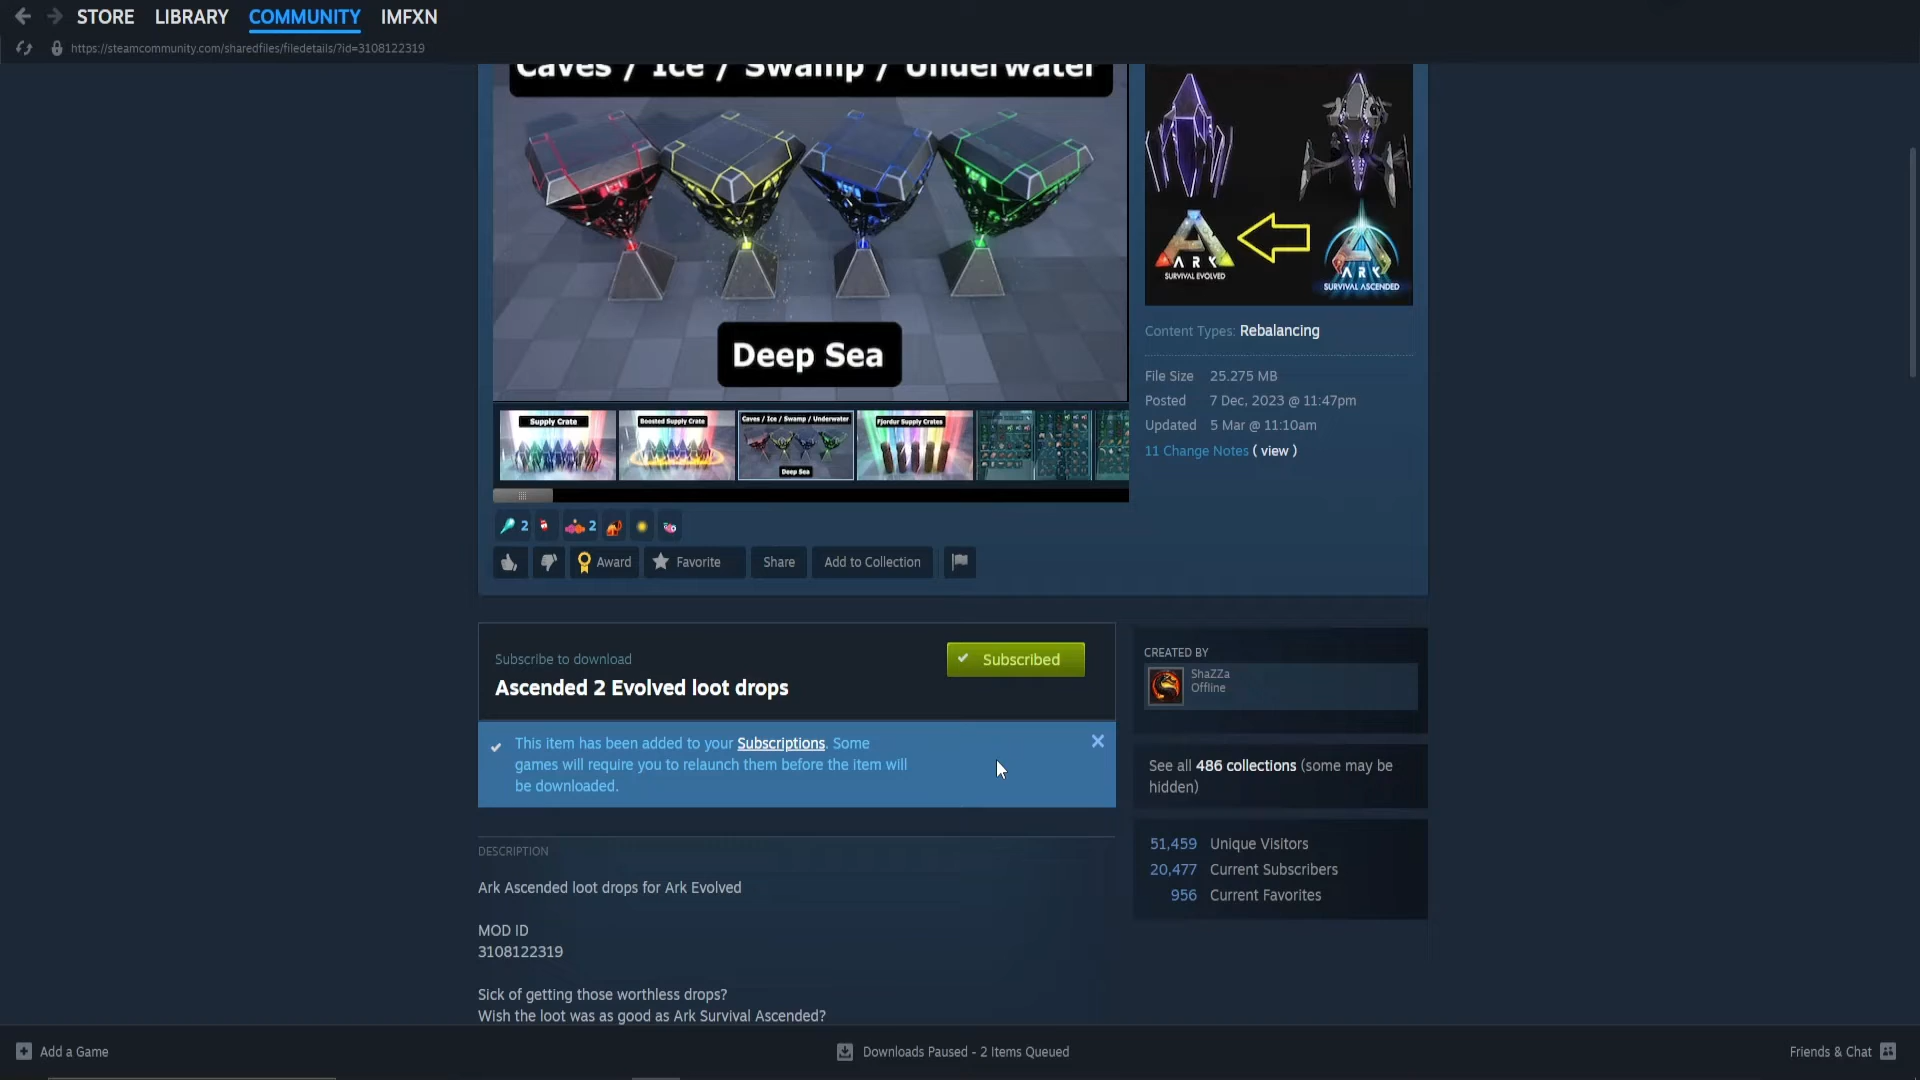 STORE LIBRARY COMMUNITY IMFXN
https://steamcommunity.com/sharedfiles/filedetails/?id=3108122319
Caves / Ice / Swamp / Underwater
Deep Sea
ARK
SURVIVAL EVOLVED
ARK
SURVIVAL ASCENDED
Supply Crate
Boosted Supply Crate
Caves / Ice / Swamp / Underwater
Deep Sea
Fjordur Supply Crates
Content Types: Rebalancing
File Size 25.275 MB
Posted 7 Dec, 2023 @ 11:47pm
Updated 5 Mar @ 11:10am
11 Change Notes ( view )
2 2
Award Favorite Share Add to Collection
Subscribe to download
Ascended 2 Evolved loot drops
Subscribed
This item has been added to your Subscriptions. Some
games will require you to relaunch them before the item will
be downloaded.
CREATED BY
ShaZZa
Offline
See all 486 collections (some may be
hidden)
51,459 Unique Visitors
20,477 Current Subscribers
956 Current Favorites
DESCRIPTION
Ark Ascended loot drops for Ark Evolved
MOD ID
3108122319
Sick of getting those worthless drops?
Wish the loot was as good as Ark Survival Ascended?
Add a Game
Downloads Paused - 2 Items Queued
Friends & Chat